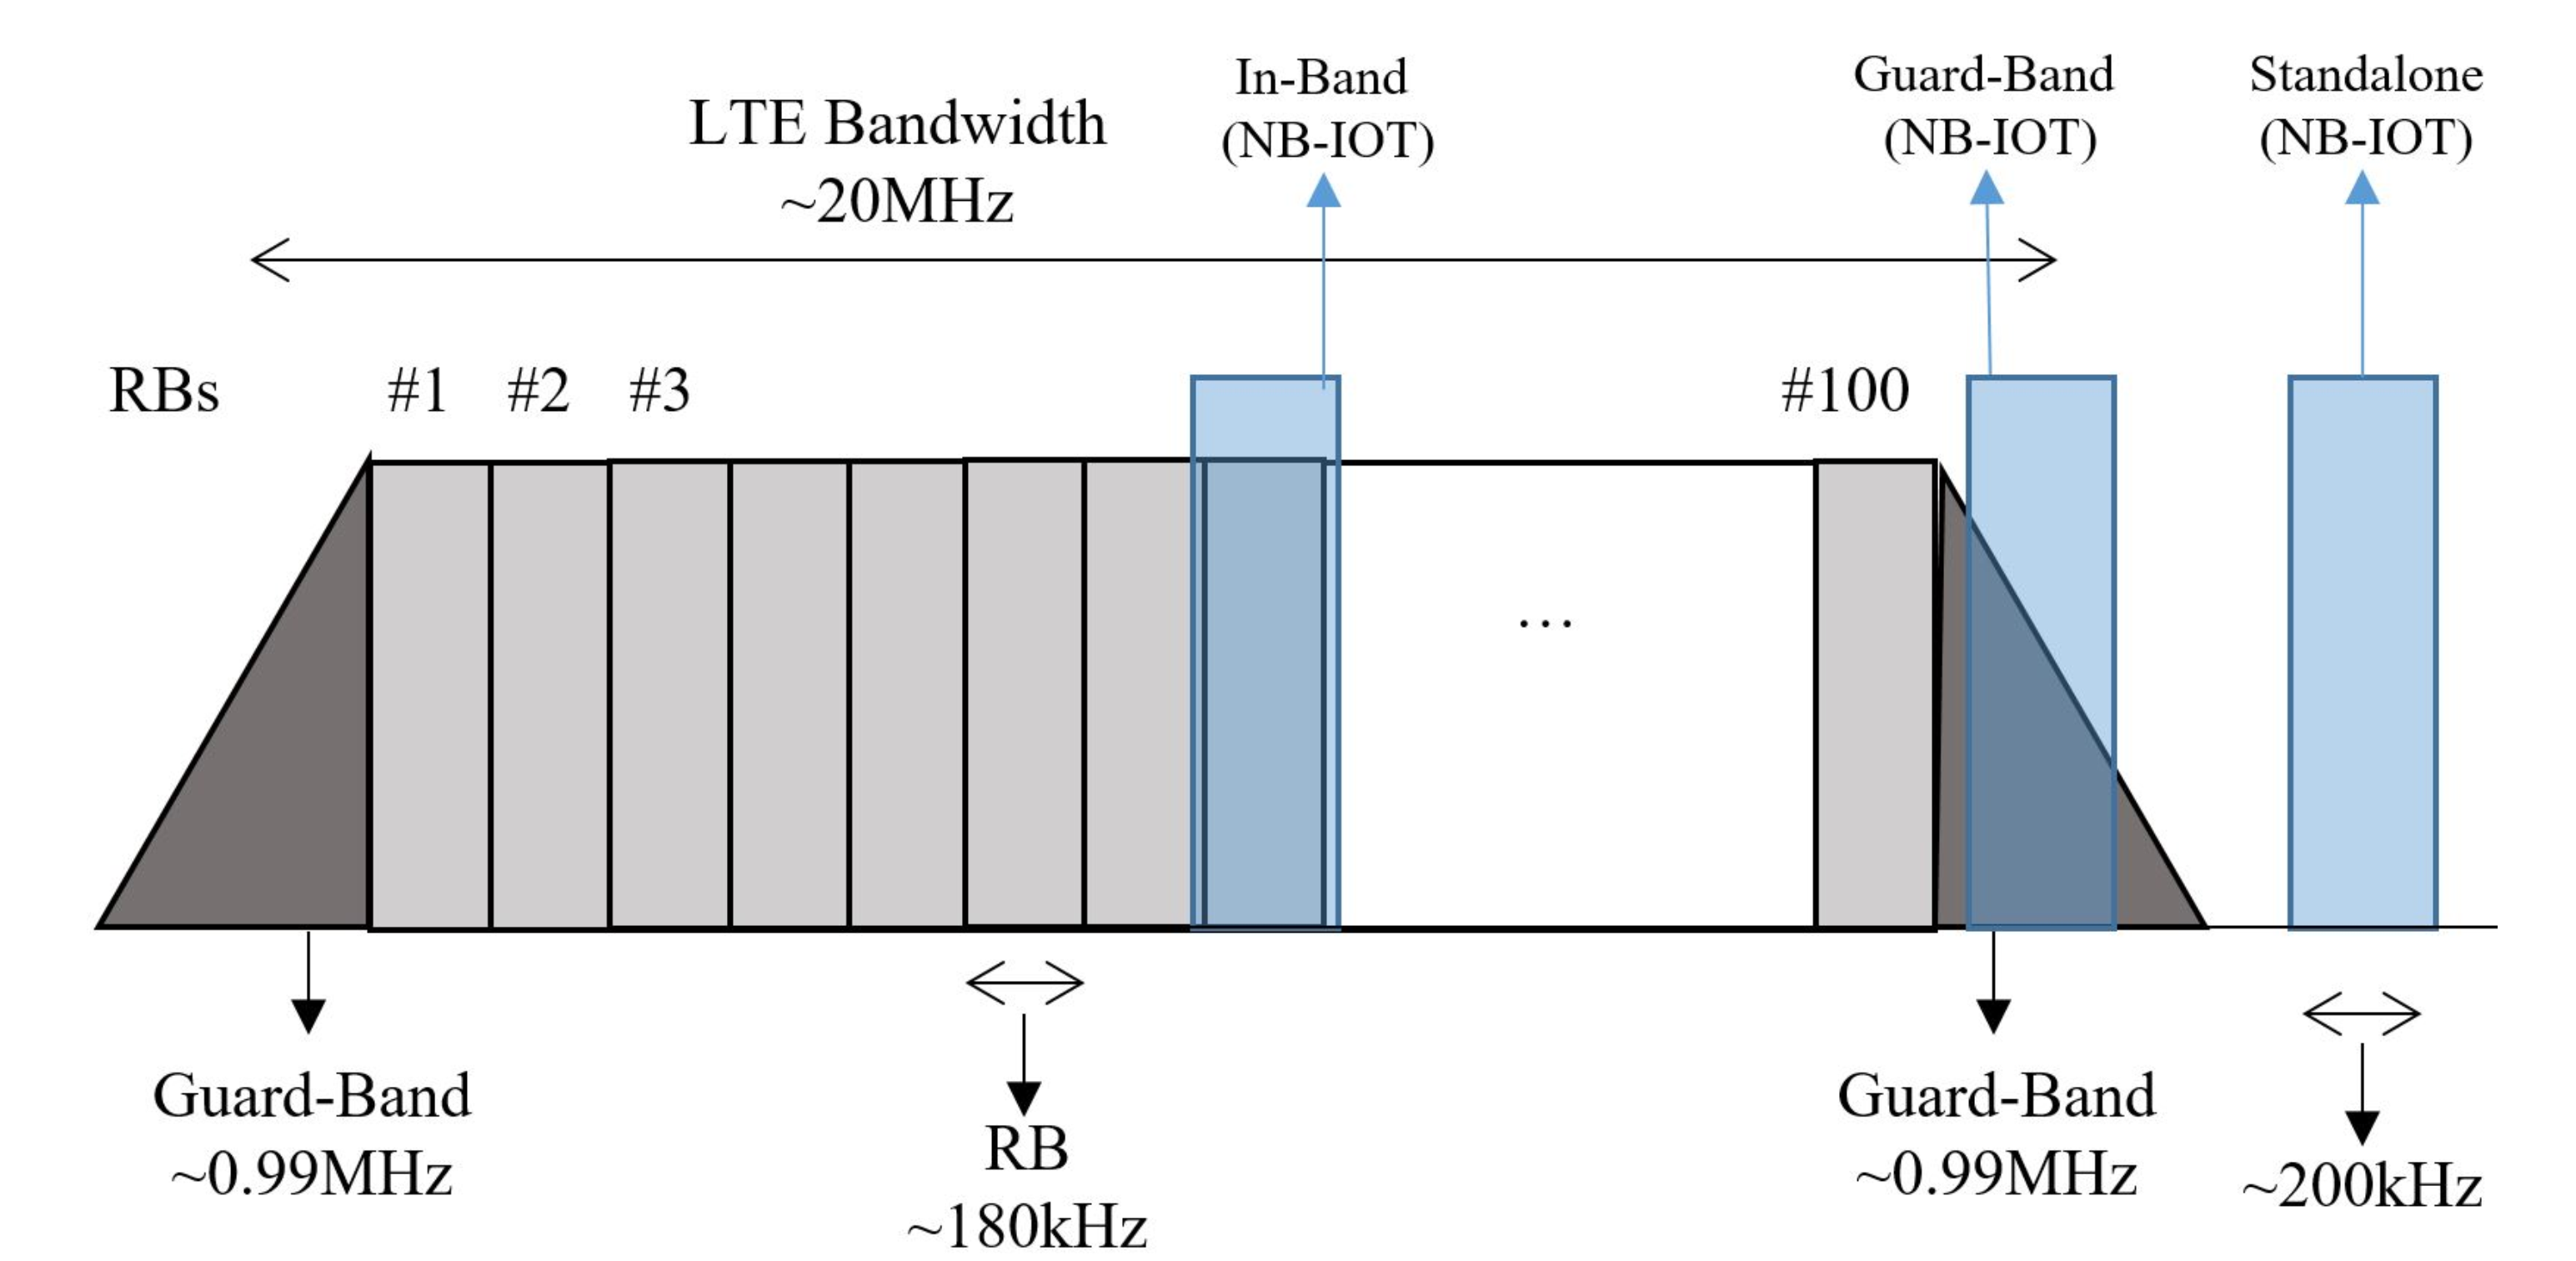 In-Band
(NB-IOT)
Guard-Band
(NB-IOT)
Standalone
(NB-IOT)
LTE Bandwidth
~20MHz
RBs #1 #2 #3 #100
...
Guard-Band
~0.99MHz
RB
~180kHz
Guard-Band
~0.99MHz
~200kHz